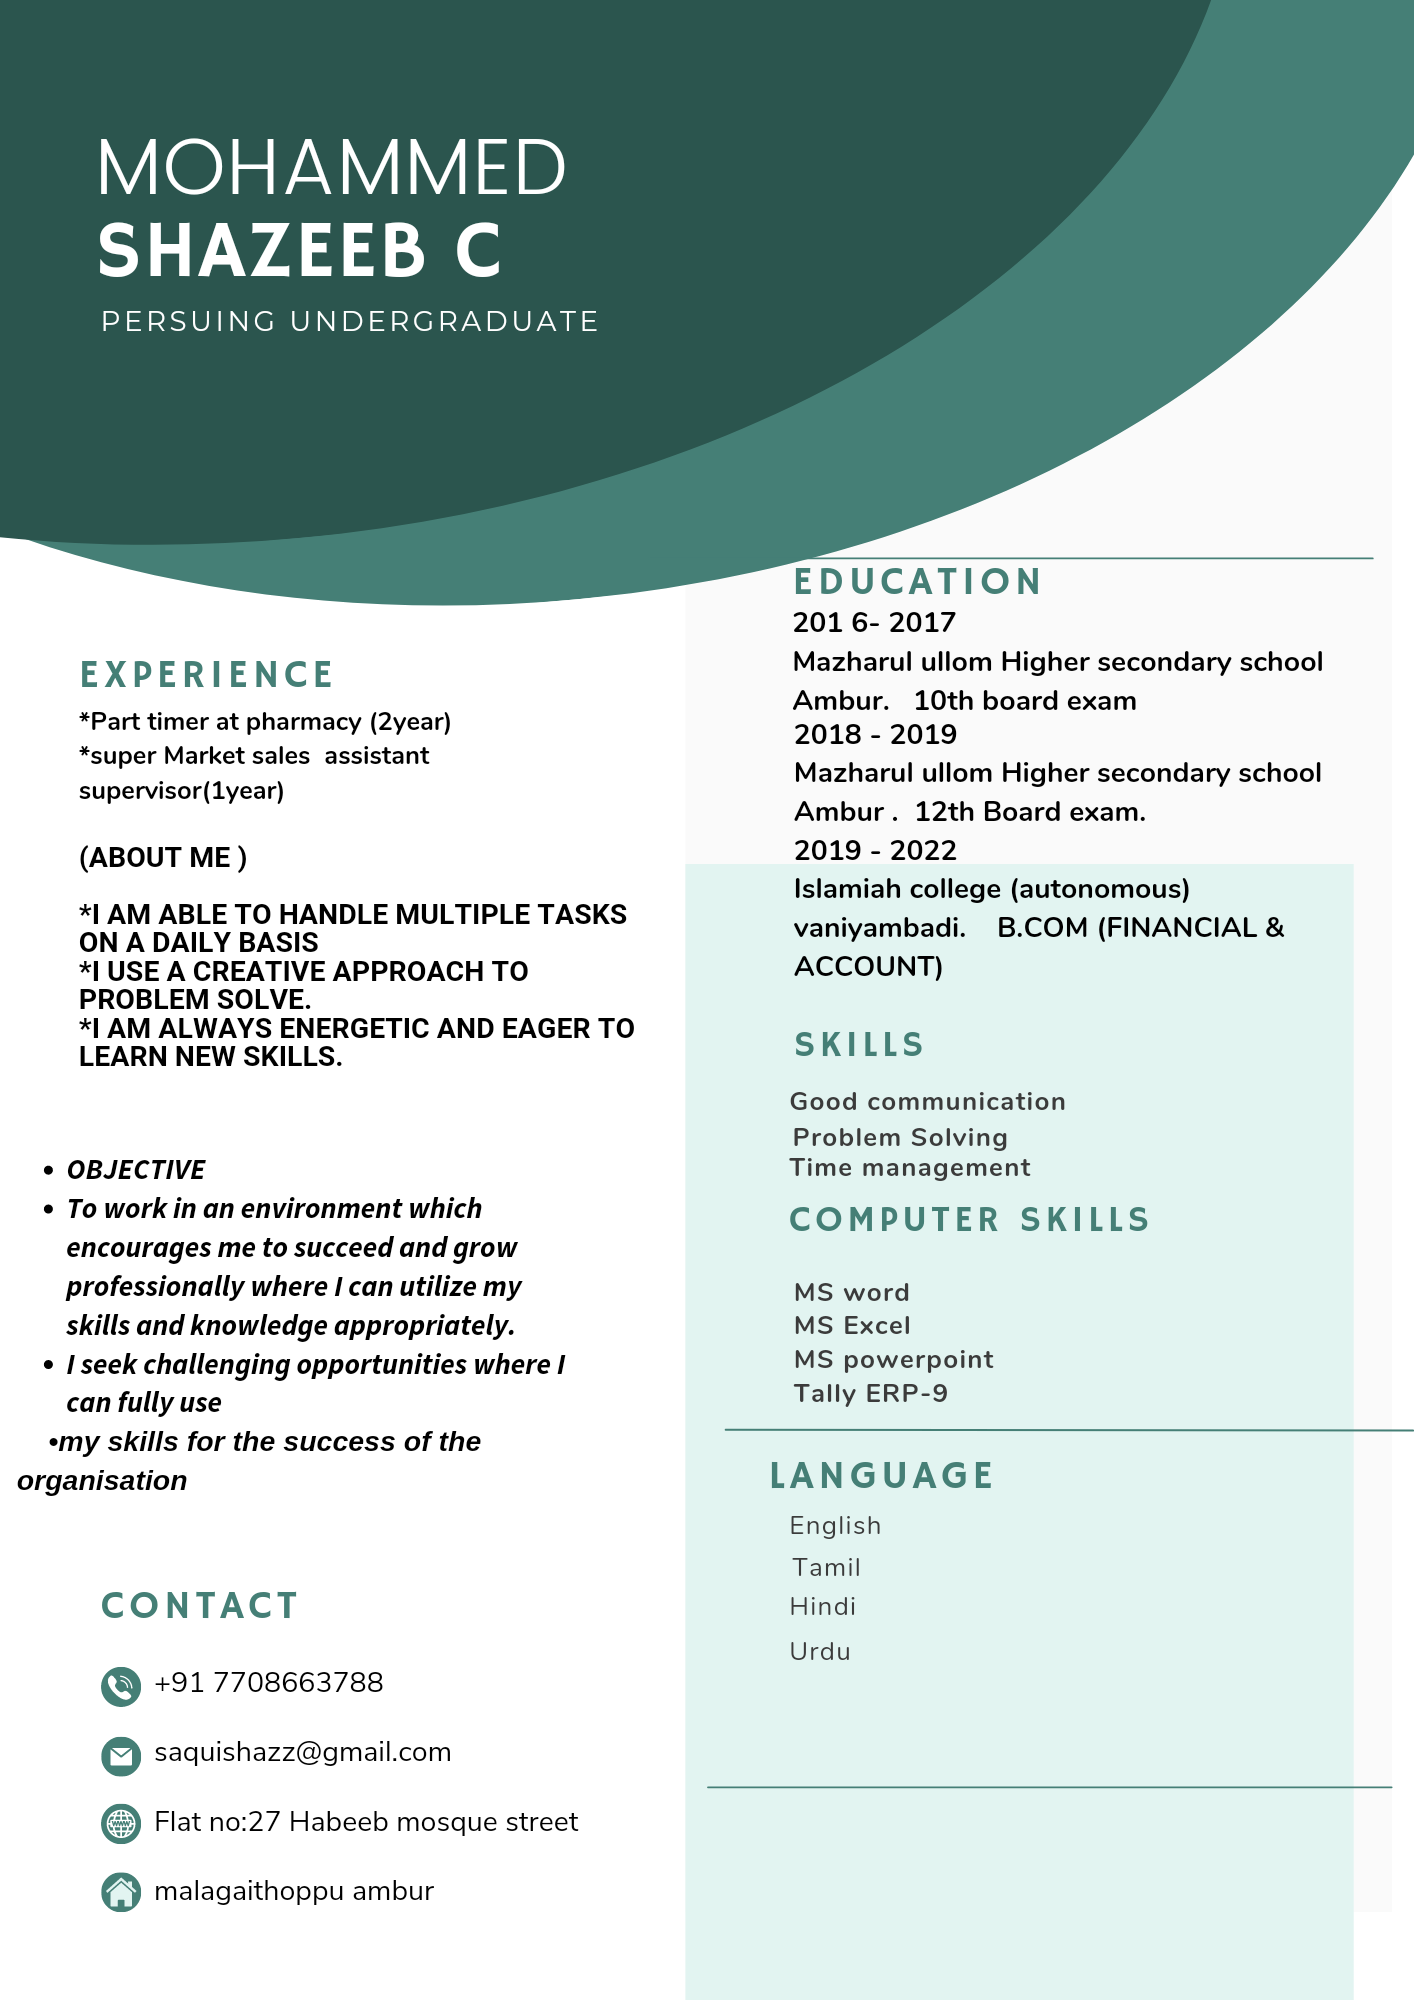 MOHAMMED
SHAZEEB C
PERSUING UNDERGRADUATE
EXPERIENCE
*Part timer at pharmacy (2year)
*super Market sales  assistant
supervisor(1year)
(ABOUT ME )
*I AM ABLE TO HANDLE MULTIPLE TASKS
ON A DAILY BASIS
*I USE A CREATIVE APPROACH TO
PROBLEM SOLVE.
*I AM ALWAYS ENERGETIC AND EAGER TO
LEARN NEW SKILLS.
• OBJECTIVE
• To work in an environment which
encourages me to succeed and grow
professionally where I can utilize my
skills and knowledge appropriately.
• I seek challenging opportunities where I
can fully use
•my skills for the success of the
organisation
CONTACT
+91 7708663788
saquishazz@gmail.com
Flat no:27 Habeeb mosque street
malagaithoppu ambur
EDUCATION
201 6- 2017
Mazharul ullom Higher secondary school
Ambur.   10th board exam
2018 - 2019
Mazharul ullom Higher secondary school
Ambur .  12th Board exam.
2019 - 2022
Islamiah college (autonomous)
vaniyambadi.    B.COM (FINANCIAL &
ACCOUNT)
SKILLS
Good communication
Problem Solving
Time management
COMPUTER SKILLS
MS word
MS Excel
MS powerpoint
Tally ERP-9
LANGUAGE
English
Tamil
Hindi
Urdu